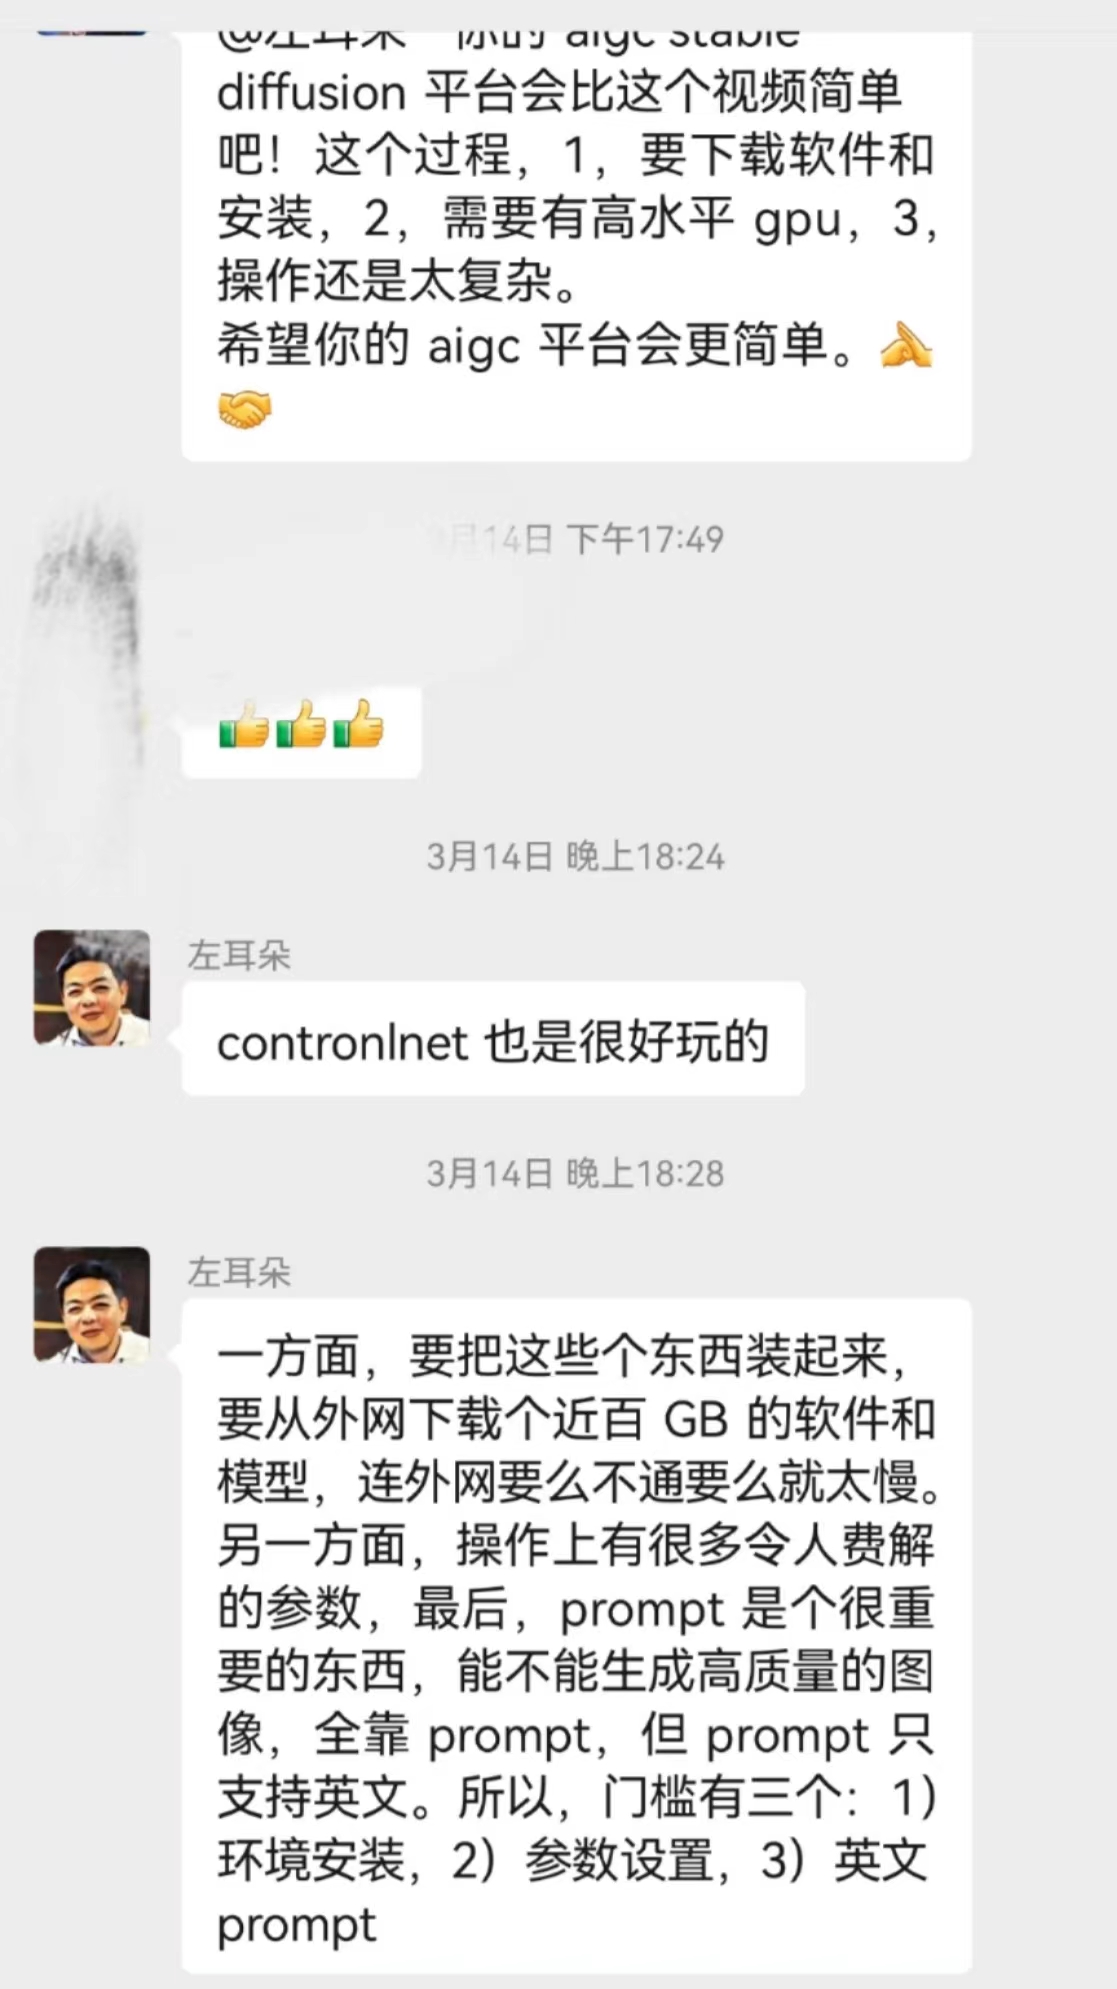 @左耳朵 你的 aigc stable
diffusion 平台会比这个视频简单
吧！这个过程，1，要下载软件和
安装，2，需要有高水平 gpu，3，
操作还是太复杂。
希望你的 aigc 平台会更简单。
月14日 下午17:49
3月14日 晚上18:24
左耳朵
contronlnet 也是很好玩的
3月14日 晚上18:28
左耳朵
一方面，要把这些个东西装起来，
要从外网下载个近百 GB 的软件和
模型，连外网要么不通要么就太慢。
另一方面，操作上有很多令人费解
的参数，最后，prompt 是个很重
要的东西，能不能生成高质量的图
像，全靠 prompt，但 prompt 只
支持英文。所以，门槛有三个：1）
环境安装，2）参数设置，3）英文
prompt